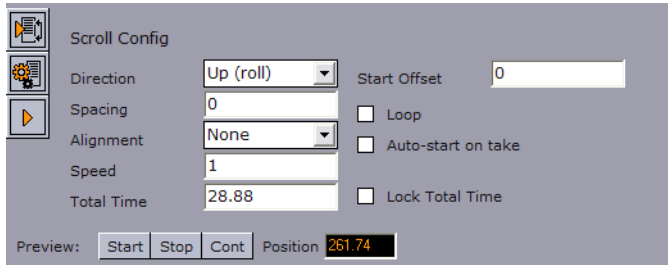 Scroll Config
Direction Up (roll) Start Offset 0
Spacing 0 Loop
Alignment None Auto-start on take
Speed 1
Total Time 28.88 Lock Total Time
Preview: Start Stop Cont Position 261.74